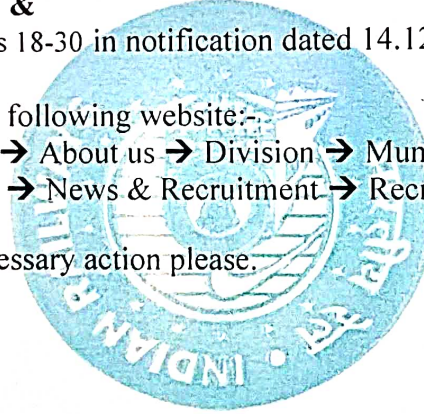 &
s 18-30 in notification dated 14.12
following website:-
→ About us → Division → Mum
→ News & Recruitment → Recr
essary action please.
INDIAN R